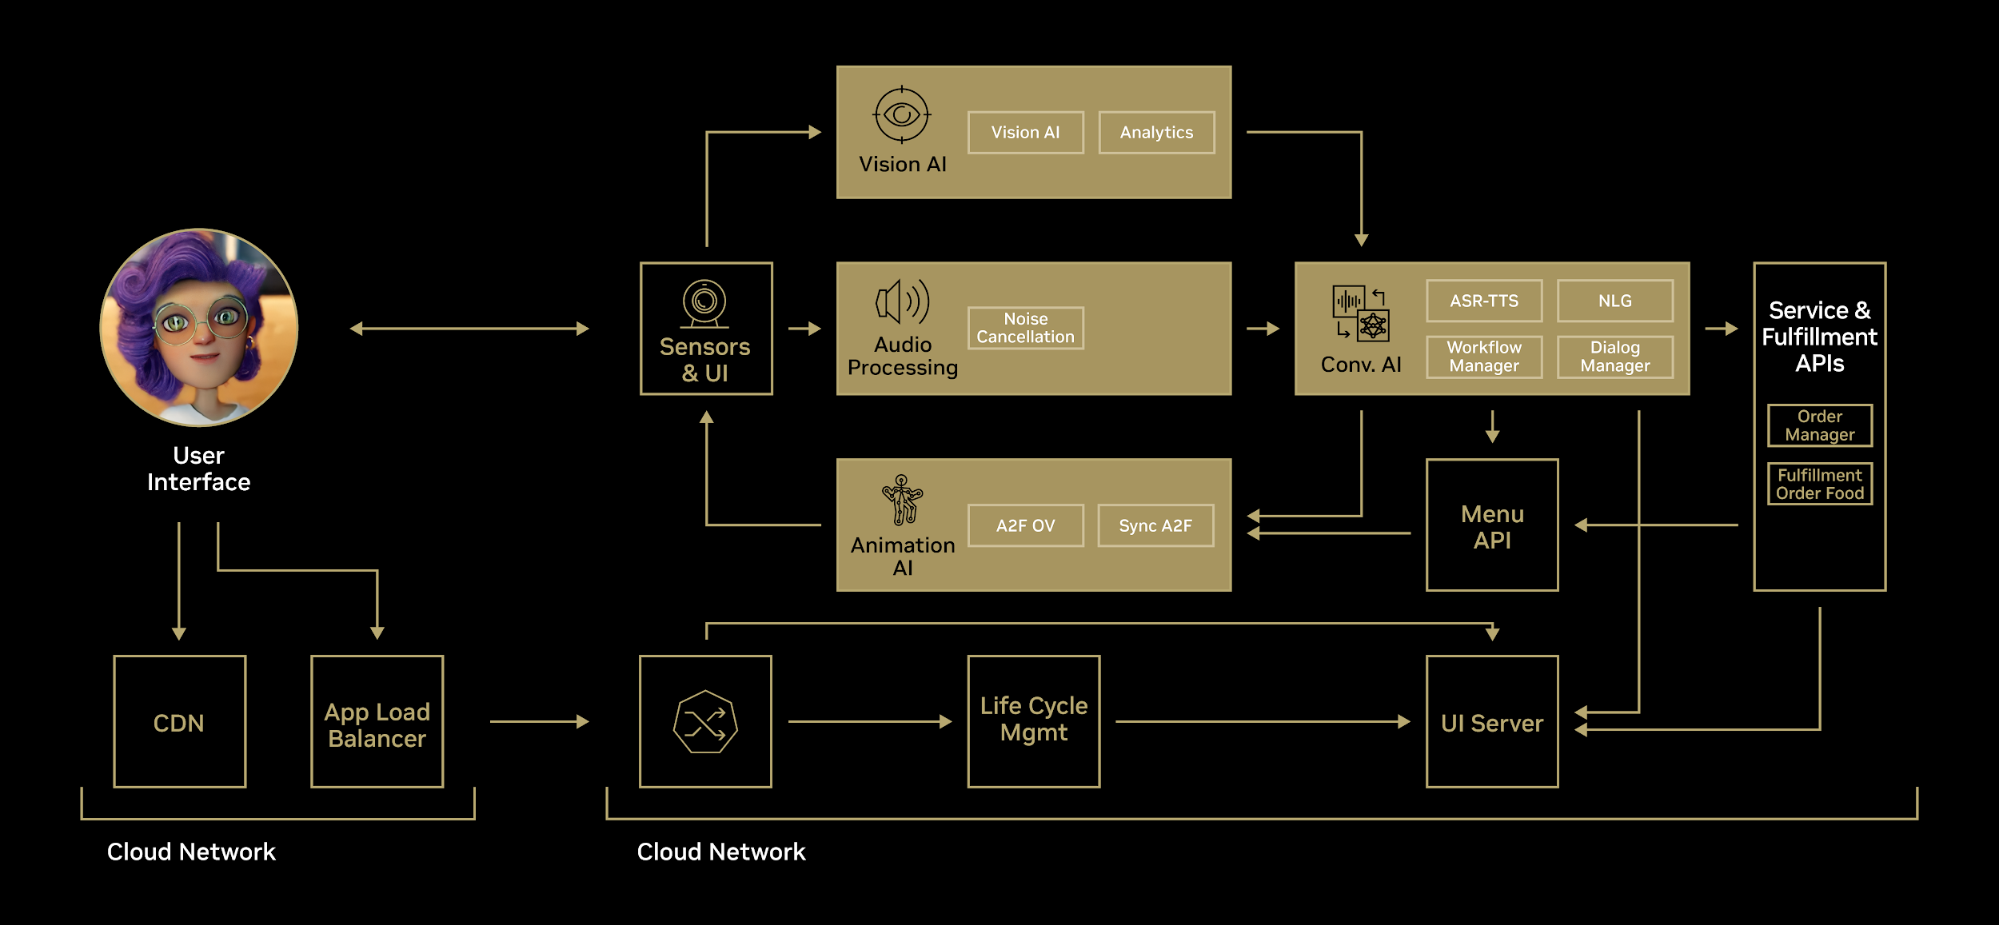 Vision AI
Vision AI
Analytics
User
Interface
Sensors
& UI
Audio
Processing
Noise
Cancellation
Conv. AI
ASR-TTS
NLG
Workflow
Manager
Dialog
Manager
Service &
Fulfillment
APIs
Order
Manager
Fulfillment
Order Food
Animation
AI
A2F OV
Sync A2F
Menu
API
CDN
App Load
Balancer
Life Cycle
Mgmt
UI Server
Cloud Network
Cloud Network